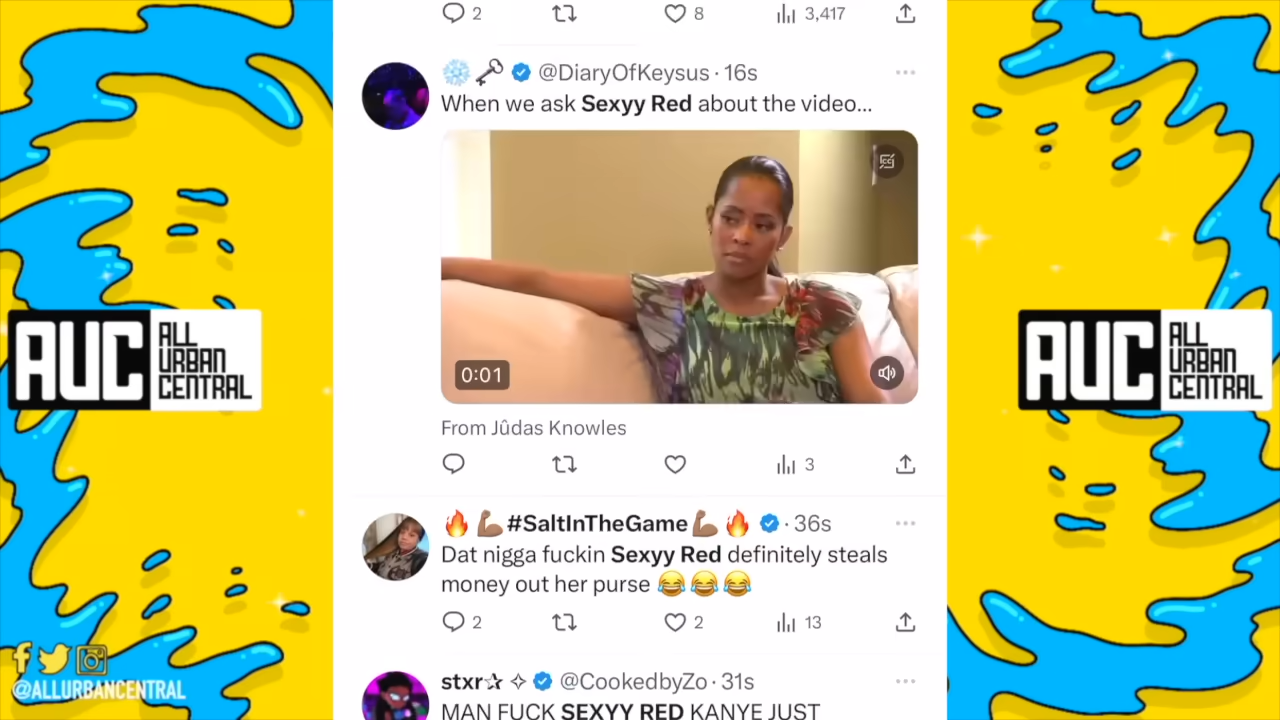 2 8 3,417
@DiaryOfKeysus · 16s
When we ask Sexyy Red about the video...
0:01
From Jûdas Knowles
3
#SaltInTheGame · 36s
Dat nigga fuckin Sexyy Red definitely steals
money out her purse 😂😂😂
2 2 13
stxr☆ ✧ @CookedbyZo · 31s
MAN FUCK SEXYY RED KANYE JUST
AUC ALL
URBAN
CENTRAL
AUC ALL
URBAN
CENTRAL
@ALLURBANCENTRAL